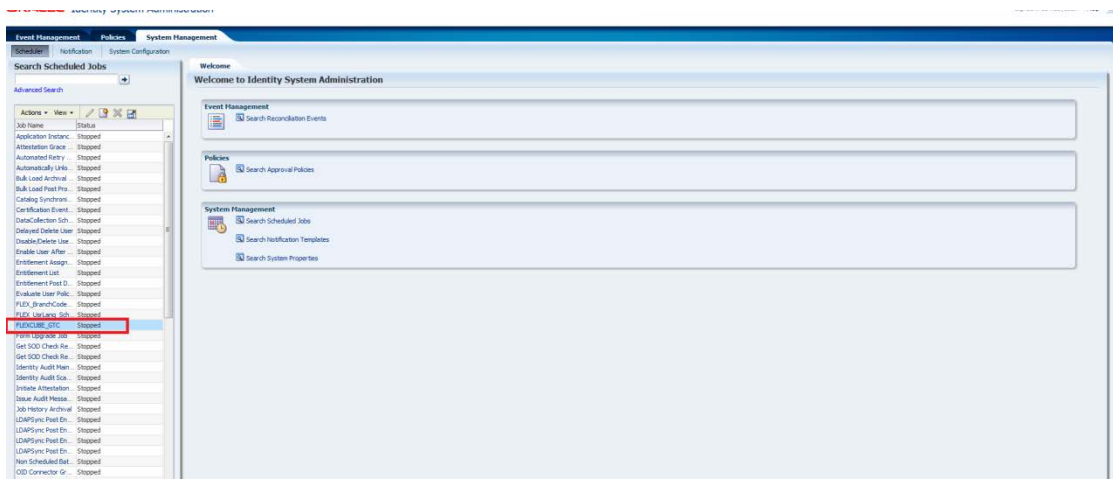 Identity System Administration
Event Management Policies System Management
Scheduler Notification System Configuration
Search Scheduled Jobs
Advanced Search
Actions View
Job Name Status
Application Instanc... Stopped
Attestation Grace ... Stopped
Automated Retry ... Stopped
Automatically Unlo... Stopped
Bulk Load Archival ... Stopped
Bulk Load Post Pro... Stopped
Catalog Synchroni... Stopped
Certification Event... Stopped
DataCollection Sch... Stopped
Delayed Delete User Stopped
Disable/Delete Use... Stopped
Enable User After ... Stopped
Entitlement Assign... Stopped
Entitlement List Stopped
Entitlement Post D... Stopped
Evaluate User Polic... Stopped
FLEX_BranchCode... Stopped
FLEX_UsrLang_Sch... Stopped
FLEXCUBE_GTC Stopped
Form Upgrade Job Stopped
Get SOD Check Re... Stopped
Get SOD Check Re... Stopped
Identity Audit Main... Stopped
Identity Audit Sca... Stopped
Initiate Attestation... Stopped
Issue Audit Messa... Stopped
Job History Archival Stopped
LDAPSync Post En... Stopped
LDAPSync Post En... Stopped
LDAPSync Post En... Stopped
Non Scheduled Bat... Stopped
OID Connector Gr... Stopped
Welcome
Welcome to Identity System Administration
Event Management
Search Reconciliation Events
Policies
Search Approval Policies
System Management
Search Scheduled Jobs
Search Notification Templates
Search System Properties